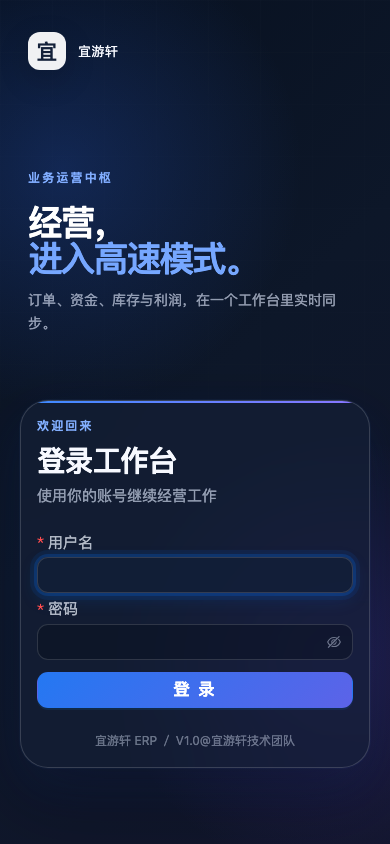 宜 宜游轩
业务运营中枢
经营，
进入高速模式。
订单、资金、库存与利润，在一个工作台里实时同
步。
欢迎回来
登录工作台
使用你的账号继续经营工作
* 用户名
* 密码
登 录
宜游轩 ERP / V1.0@宜游轩技术团队